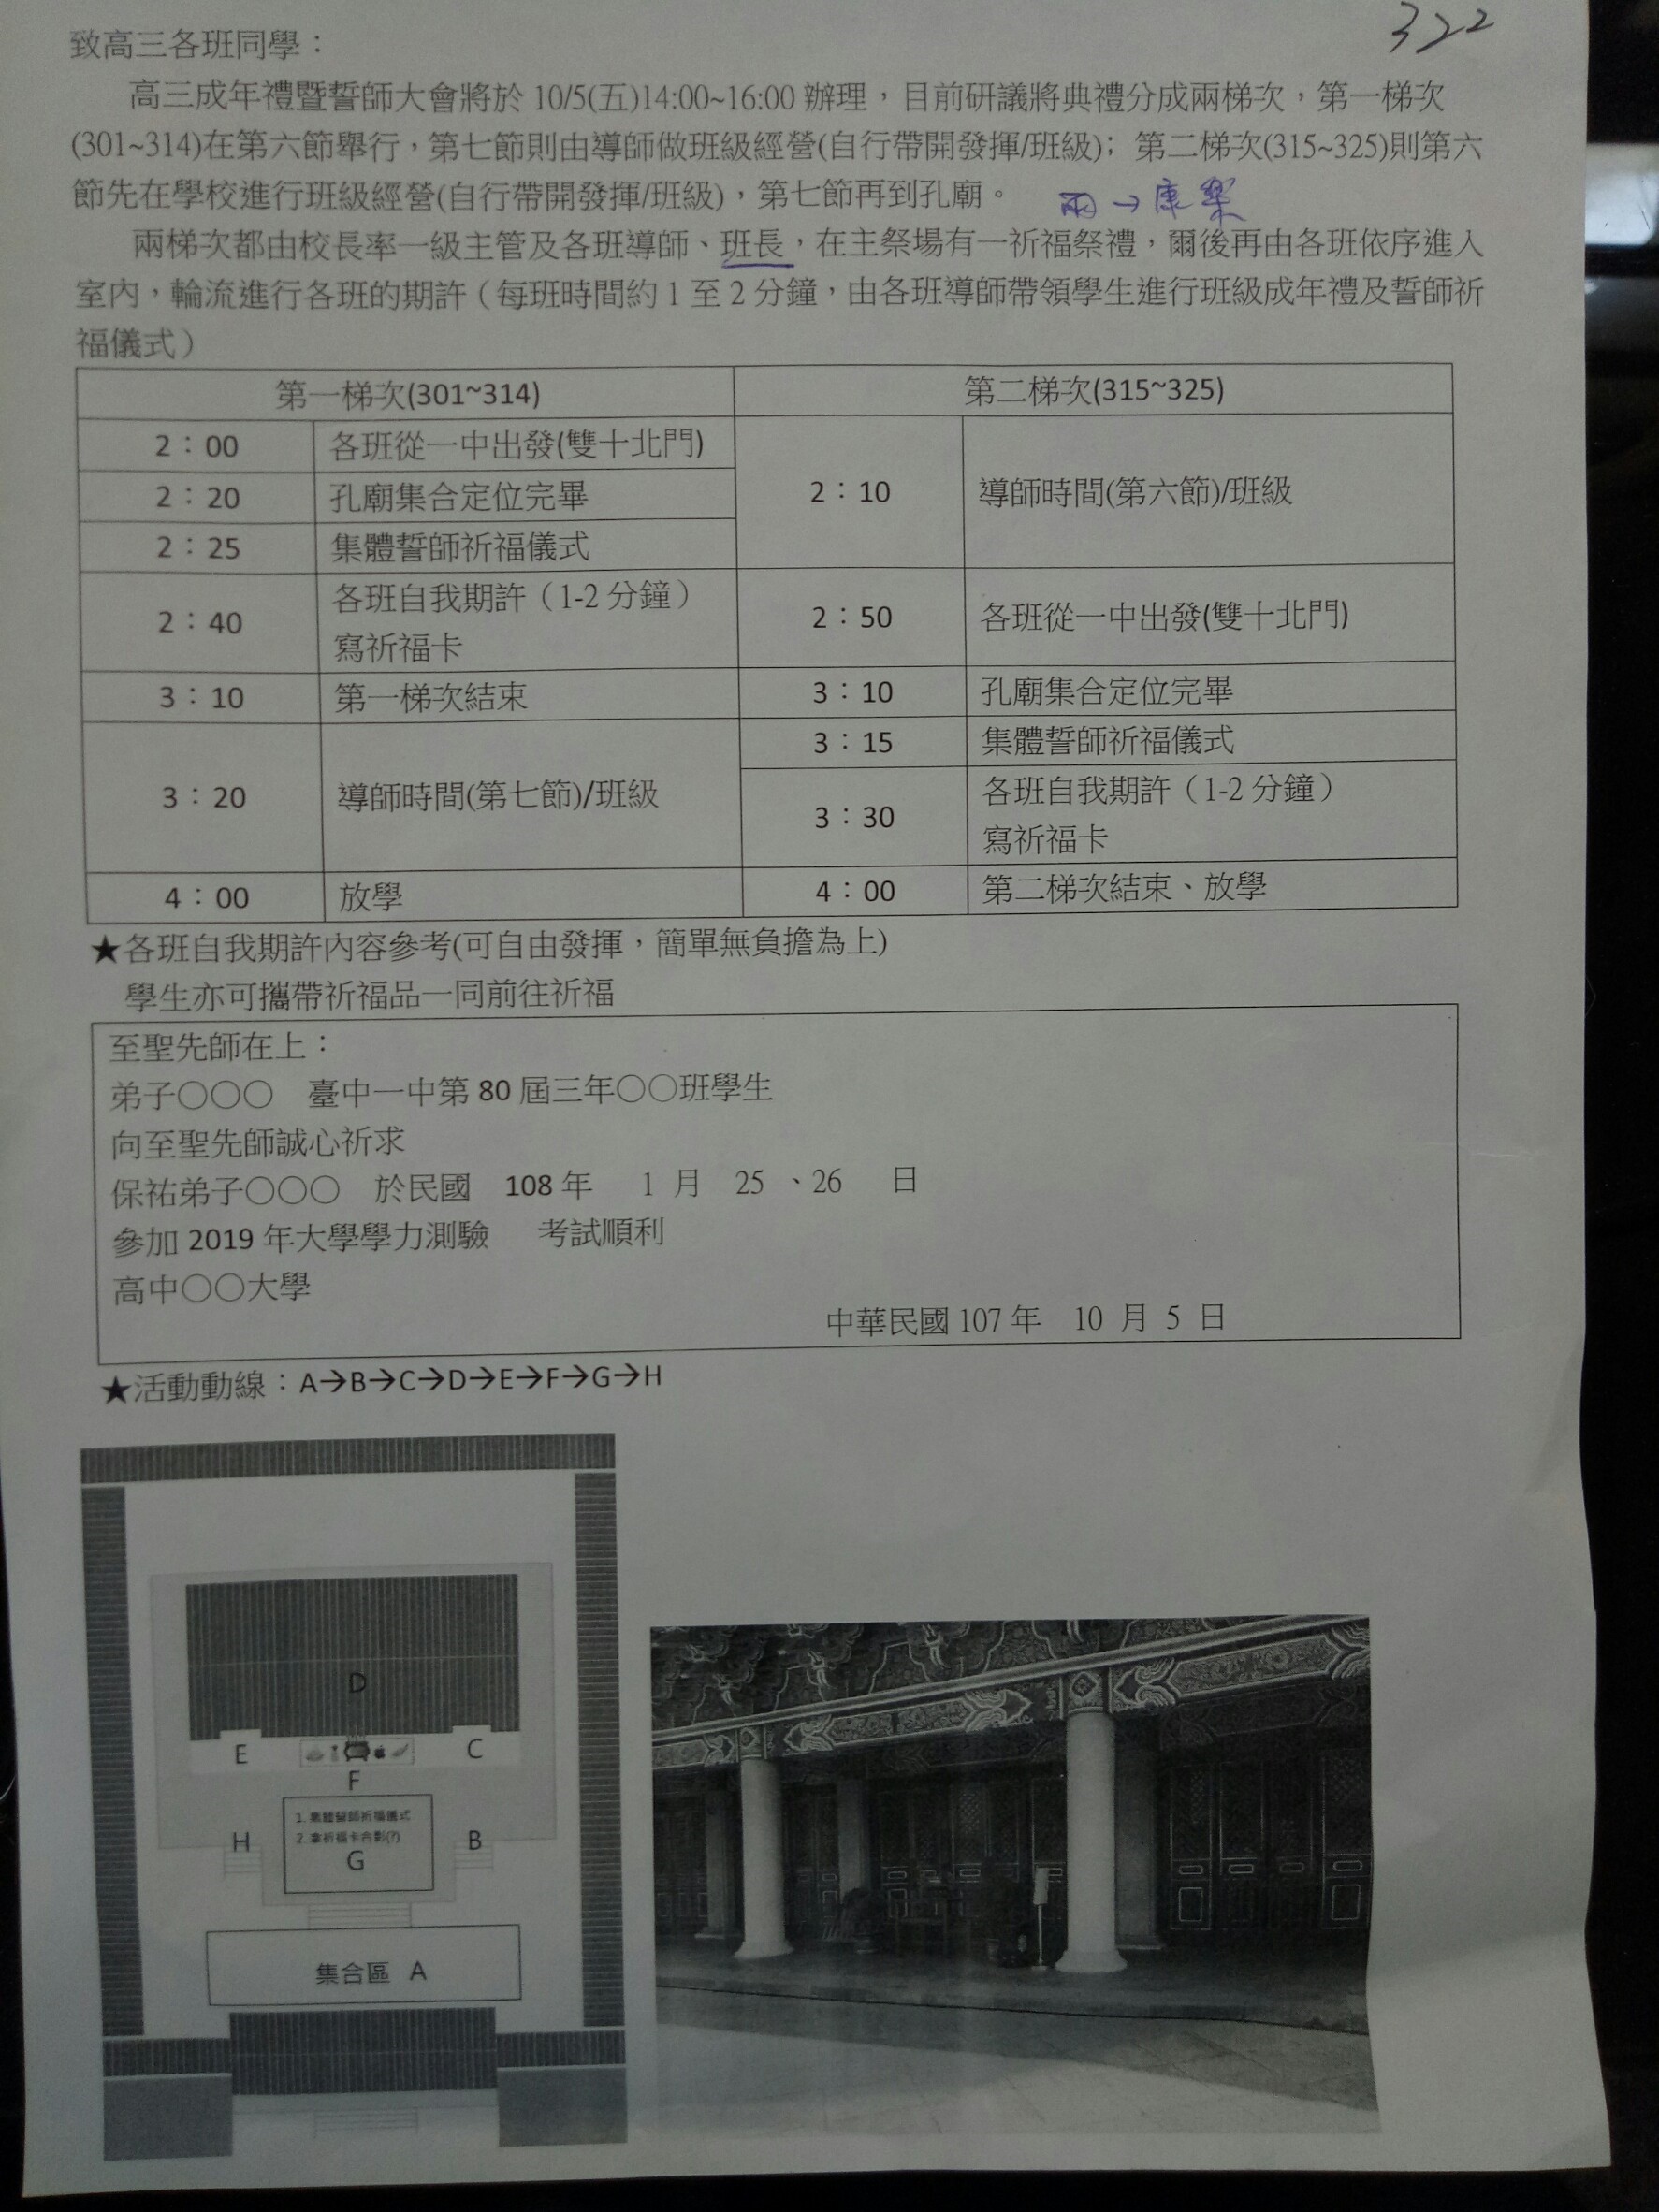 322
致高三各班同學：
高三成年禮暨誓師大會將於 10/5(五)14:00~16:00 辦理，目前研議將典禮分成兩梯次，第一梯次
(301~314)在第六節舉行，第七節則由導師做班級經營(自行帶開發揮/班級)；第二梯次(315~325)則第六
節先在學校進行班級經營(自行帶開發揮/班級)，第七節再到孔廟。
雨→康樂
兩梯次都由校長率一級主管及各班導師、班長，在主祭場有一祈福祭禮，爾後再由各班依序進入
室內，輪流進行各班的期許（每班時間約 1 至 2 分鐘，由各班導師帶領學生進行班級成年禮及誓師祈
福儀式）
第一梯次(301~314)
2：00 各班從一中出發(雙十北門)
2：20 孔廟集合定位完畢
2：25 集體誓師祈福儀式
2：40 各班自我期許（1-2 分鐘）
寫祈福卡
3：10 第一梯次結束
3：20 導師時間(第七節)/班級
4：00 放學
第二梯次(315~325)
2：10 導師時間(第六節)/班級
2：50 各班從一中出發(雙十北門)
3：10 孔廟集合定位完畢
3：15 集體誓師祈福儀式
3：30 各班自我期許（1-2 分鐘）
寫祈福卡
4：00 第二梯次結束、放學
★各班自我期許內容參考(可自由發揮，簡單無負擔為上)
學生亦可攜帶祈福品一同前往祈福
至聖先師在上：
弟子○○○ 臺中一中第 80 屆三年○○班學生
向至聖先師誠心祈求
保祐弟子○○○ 於民國 108 年 1 月 25 、26 日
參加 2019 年大學學力測驗 考試順利
高中○○大學
中華民國 107 年 10 月 5 日
★活動動線：A→B→C→D→E→F→G→H
D
E
C
F
1. 集體誓師祈福儀式
2. 拿祈福卡合影(?)
H
B
G
集合區 A